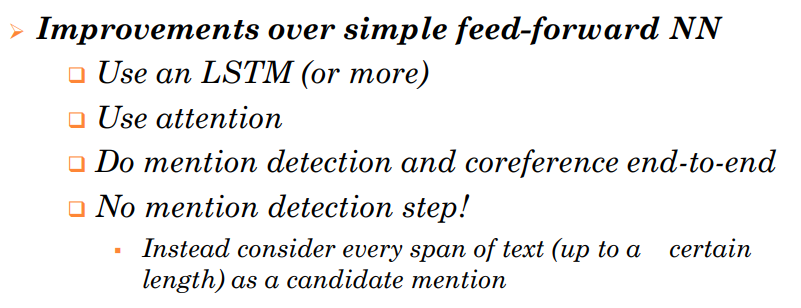 Improvements over simple feed-forward NN
Use an LSTM (or more)
Use attention
Do mention detection and coreference end-to-end
No mention detection step!
Instead consider every span of text (up to a certain
length) as a candidate mention